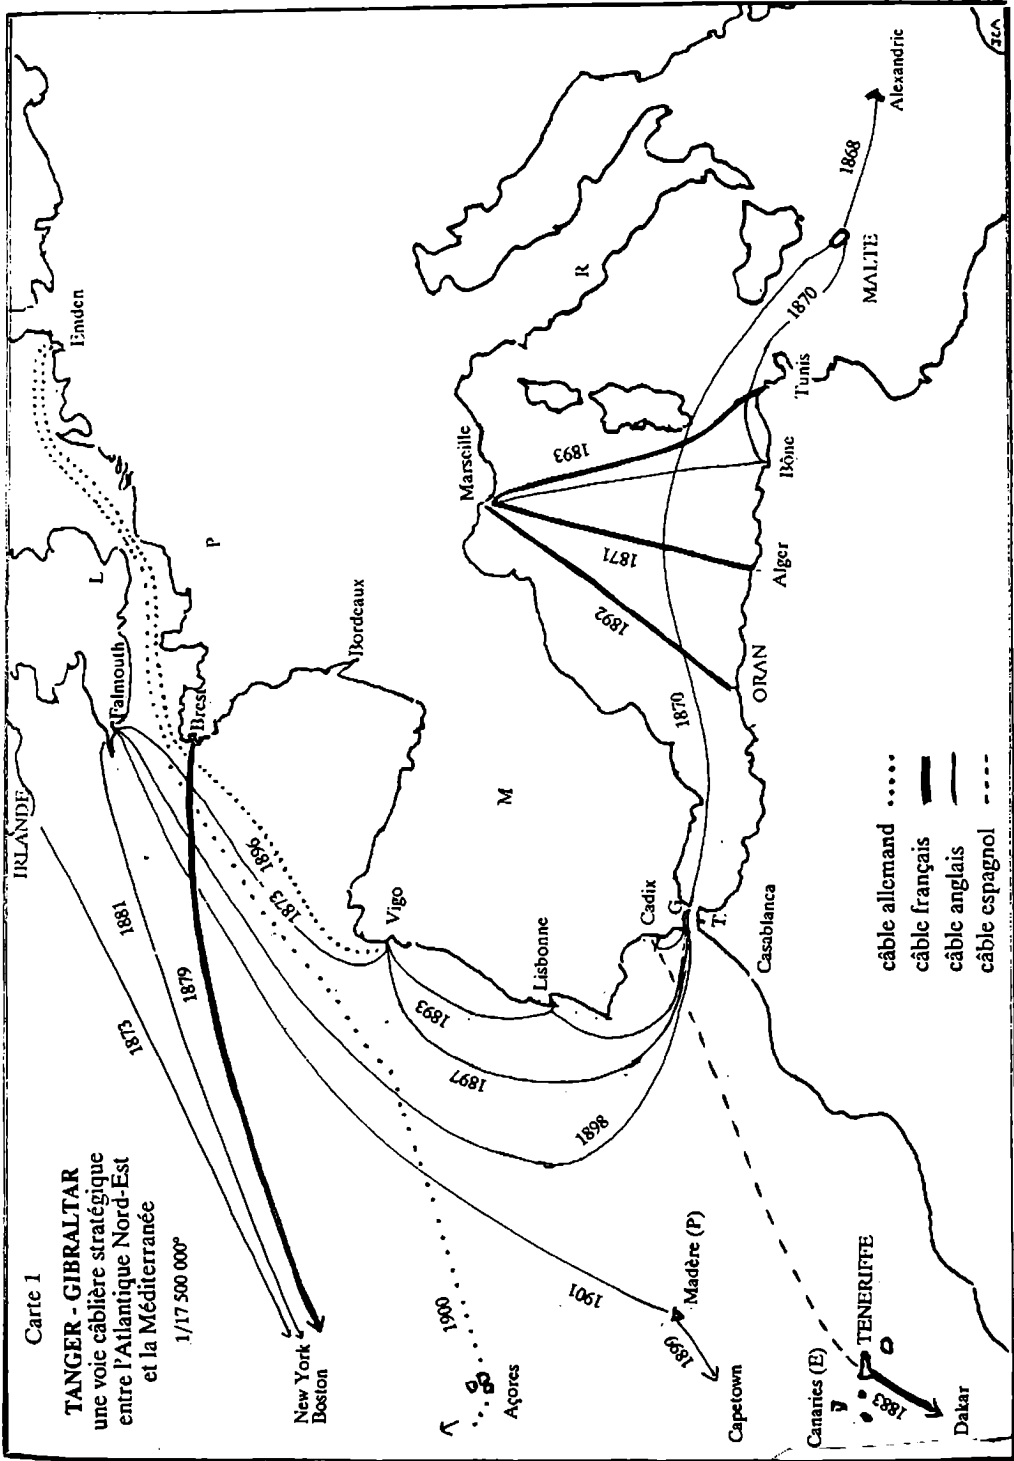 Carte 1
TANGER - GIBRALTAR
une voie câblière stratégique
entre l'Atlantique Nord-Est
et la Méditerranée
1/17 500 000°
IRLANDE
Falmouth
L
Emden
Brest
P
1873
1881
1879
1896
1873
Bordeaux
New York
Boston
Vigo
M
Marseille
R
1893
1897
1898
Lisbonne
Cadix
G
T.
1870
1892
1871
1893
1870
1868
Alexandrie
MALTE
Tunis
Bône
Alger
ORAN
Casablanca
1900
Açores
1901
Madère (P)
1899
Capetown
Canaries (E)
TENERIFFE
1883
Dakar
câble allemand
câble français
câble anglais
câble espagnol